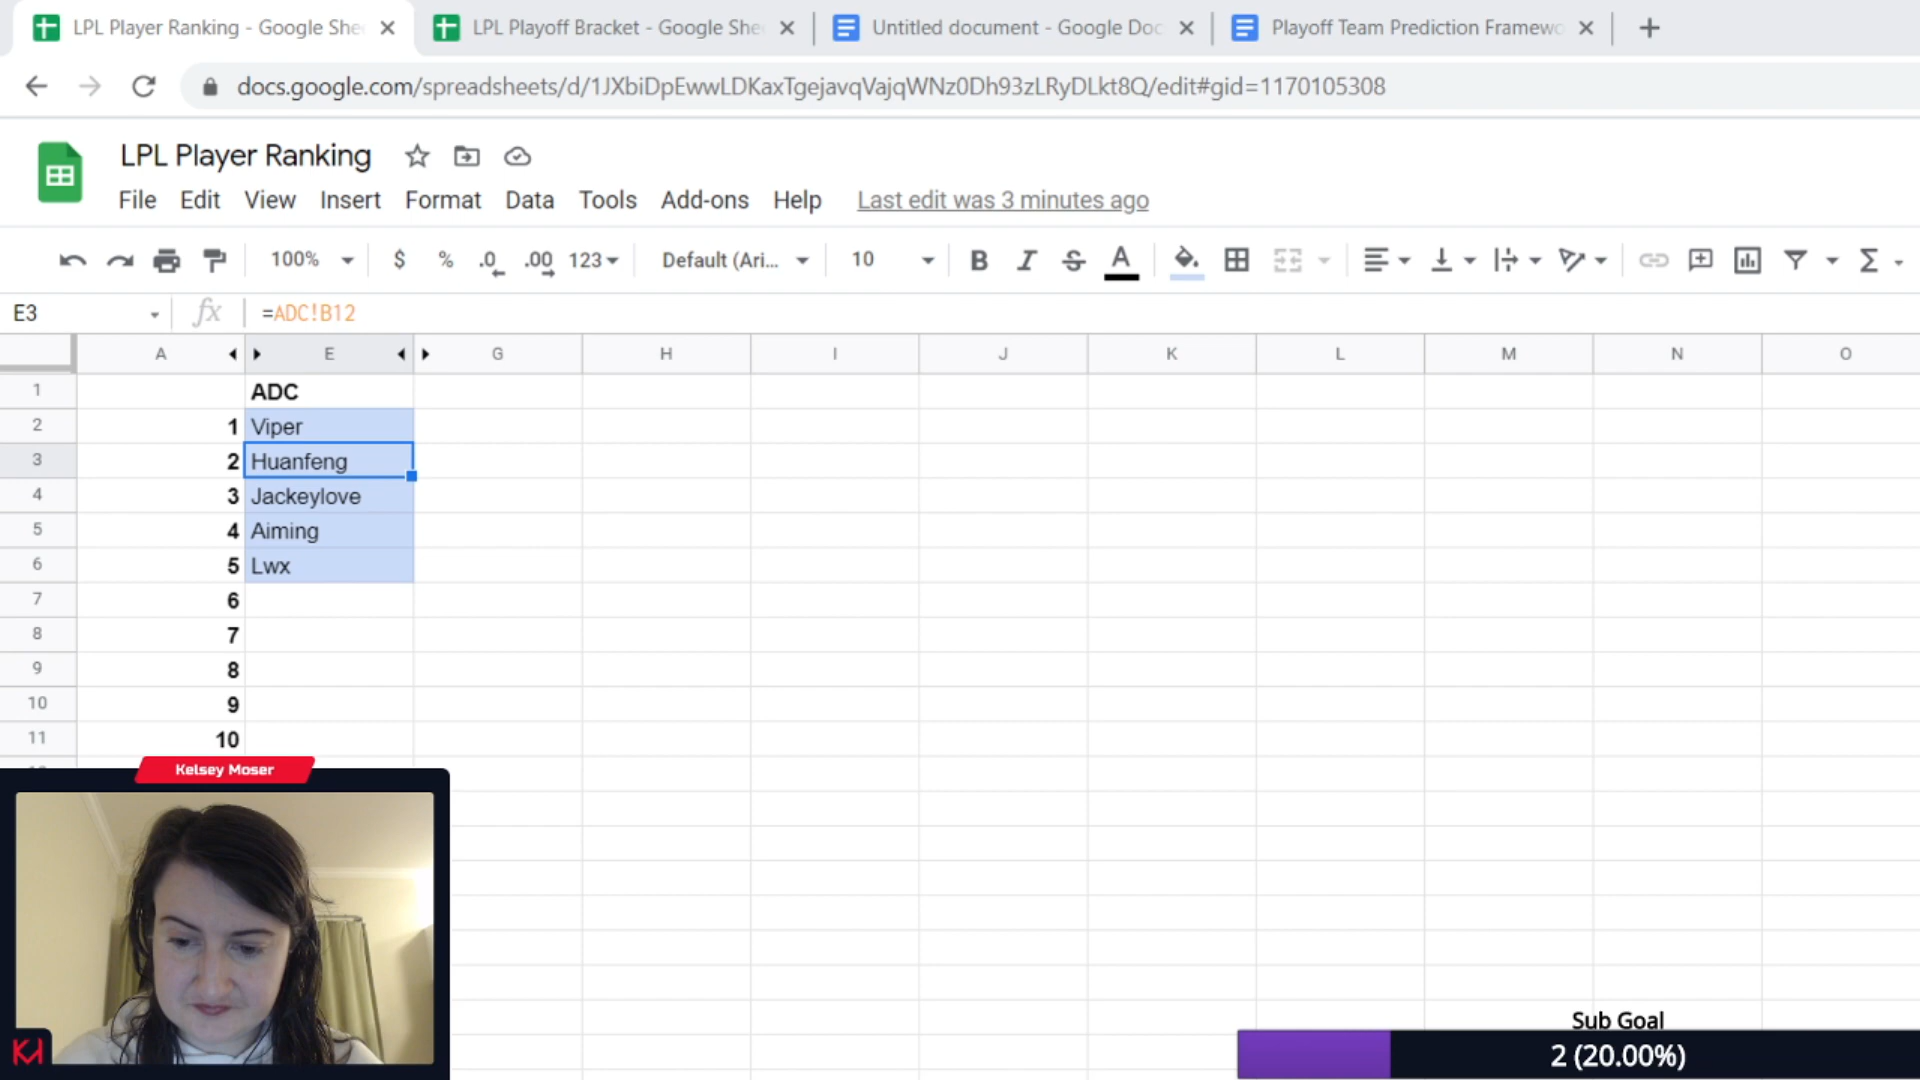 LPL Player Ranking - Google She
LPL Playoff Bracket - Google She
Untitled document - Google Doc
Playoff Team Prediction Framewo
docs.google.com/spreadsheets/d/1JXbiDpEwwLDKaxTgejavqVajqWNz0Dh93zLRyDLkt8Q/edit#gid=1170105308
LPL Player Ranking
File Edit View Insert Format Data Tools Add-ons Help Last edit was 3 minutes ago
100% $ % .0 .00 123 Default (Ari... 10 B I S A Σ
E3 fx =ADC!B12
A E G H I J K L M N O
1 ADC
2 1 Viper
3 2 Huanfeng
4 3 Jackeylove
5 4 Aiming
6 5 Lwx
7 6
8 7
9 8
10 9
11 10
Kelsey Moser
KM
Sub Goal
2 (20.00%)